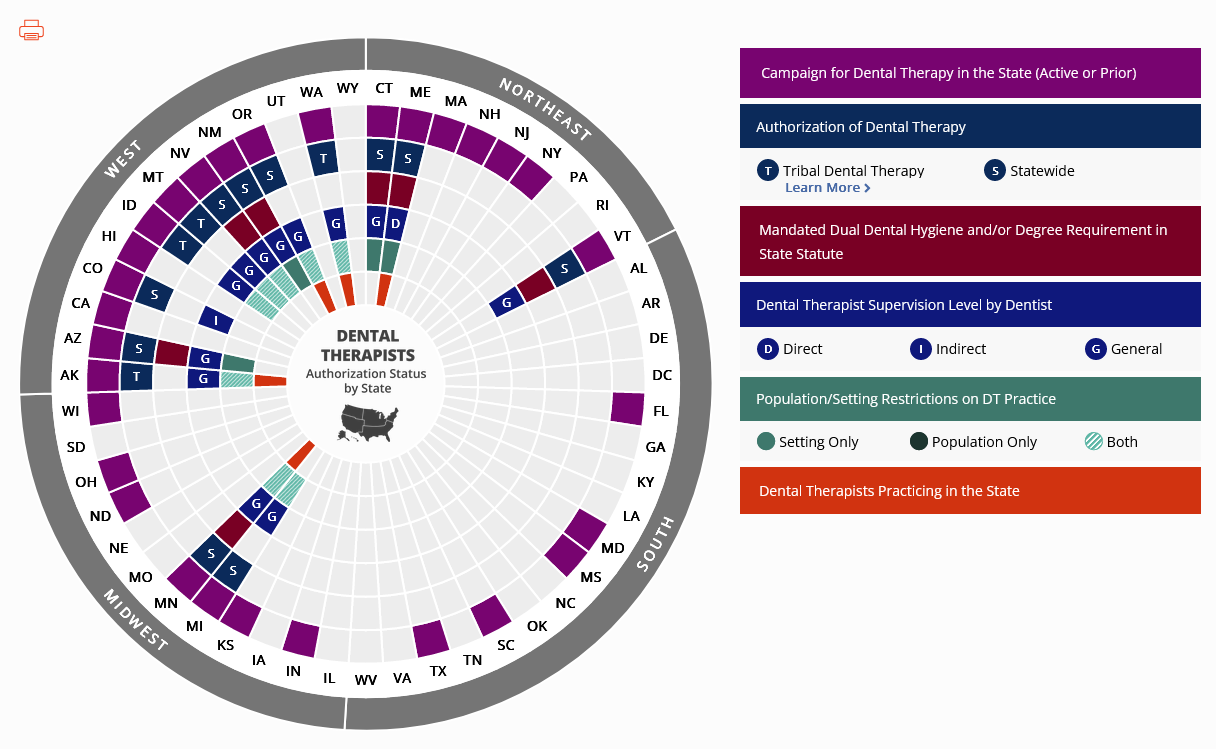 NORTHEAST
SOUTH
MIDWEST
WEST
CT
ME
MA
NH
NJ
NY
PA
RI
VT
AL
AR
DE
DC
FL
GA
KY
LA
MD
MS
NC
OK
SC
TN
TX
VA
WV
IL
IN
IA
KS
MI
MN
MO
NE
ND
OH
SD
WI
AK
AZ
CA
CO
HI
ID
MT
NV
NM
OR
UT
WA
WY
S S
G D
S
G
S
S
G
G
T G
S G
I
S
T
T
S
S
S
G
G
G
G
G
T
G
DENTAL
THERAPISTS
Authorization Status
by State
Campaign for Dental Therapy in the State (Active or Prior)
Authorization of Dental Therapy
T Tribal Dental Therapy S Statewide
Learn More
Mandated Dual Dental Hygiene and/or Degree Requirement in
State Statute
Dental Therapist Supervision Level by Dentist
D Direct I Indirect G General
Population/Setting Restrictions on DT Practice
Setting Only Population Only Both
Dental Therapists Practicing in the State